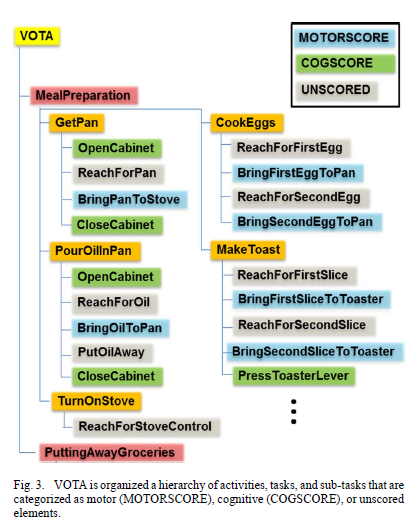 VOTA
MOTORSCORE
COGSCORE
UNSCORED
MealPreparation
GetPan
OpenCabinet
ReachForPan
BringPanToStove
CloseCabinet
PourOilInPan
OpenCabinet
ReachForOil
BringOilToPan
PutOilAway
CloseCabinet
TurnOnStove
ReachForStoveControl
CookEggs
ReachForFirstEgg
BringFirstEggToPan
ReachForSecondEgg
BringSecondEggToPan
MakeToast
ReachForFirstSlice
BringFirstSliceToToaster
ReachForSecondSlice
BringSecondSliceToToaster
PressToasterLever
PuttingAwayGroceries
Fig. 3. VOTA is organized a hierarchy of activities, tasks, and sub-tasks that are
categorized as motor (MOTORSCORE), cognitive (COGSCORE), or unscored
elements.